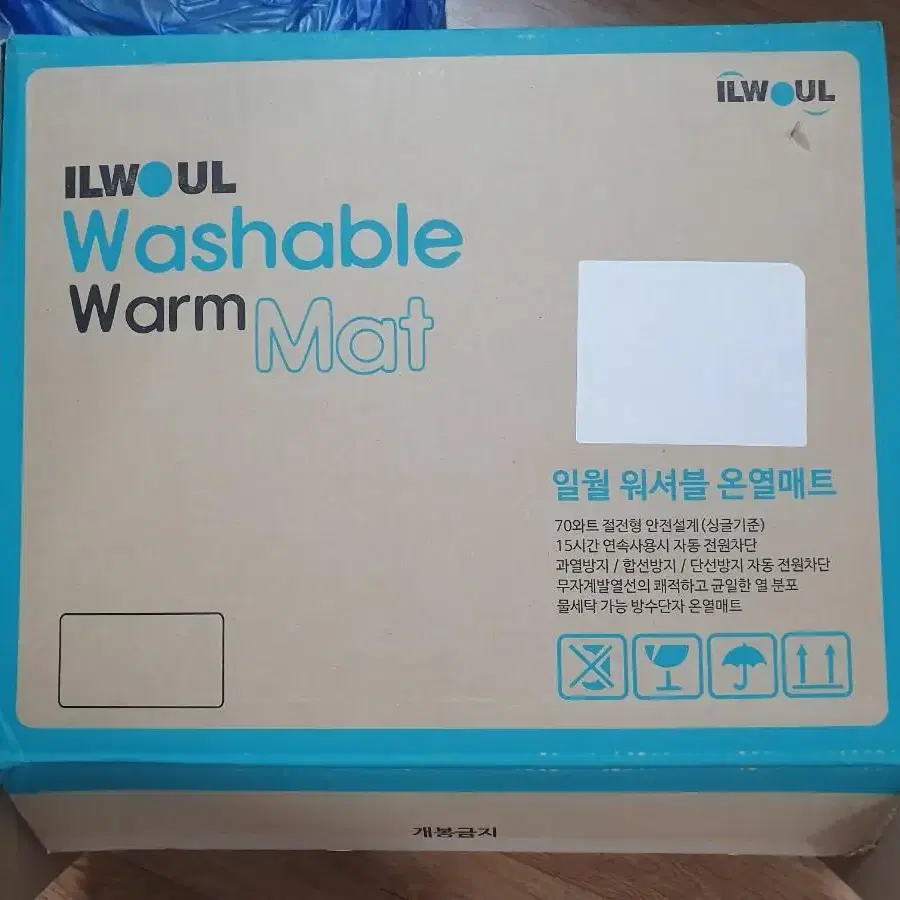 ILWOUL
ILWOUL
Washable
Warm Mat
일월 워셔블 온열매트
70와트 절전형 안전설계(싱글기준)
15시간 연속사용시 자동 전원차단
과열방지 / 합선방지 / 단선방지 자동 전원차단
무자계발열선의 쾌적하고 균일한 열 분포
물세탁 가능 방수단자 온열매트
개봉금지